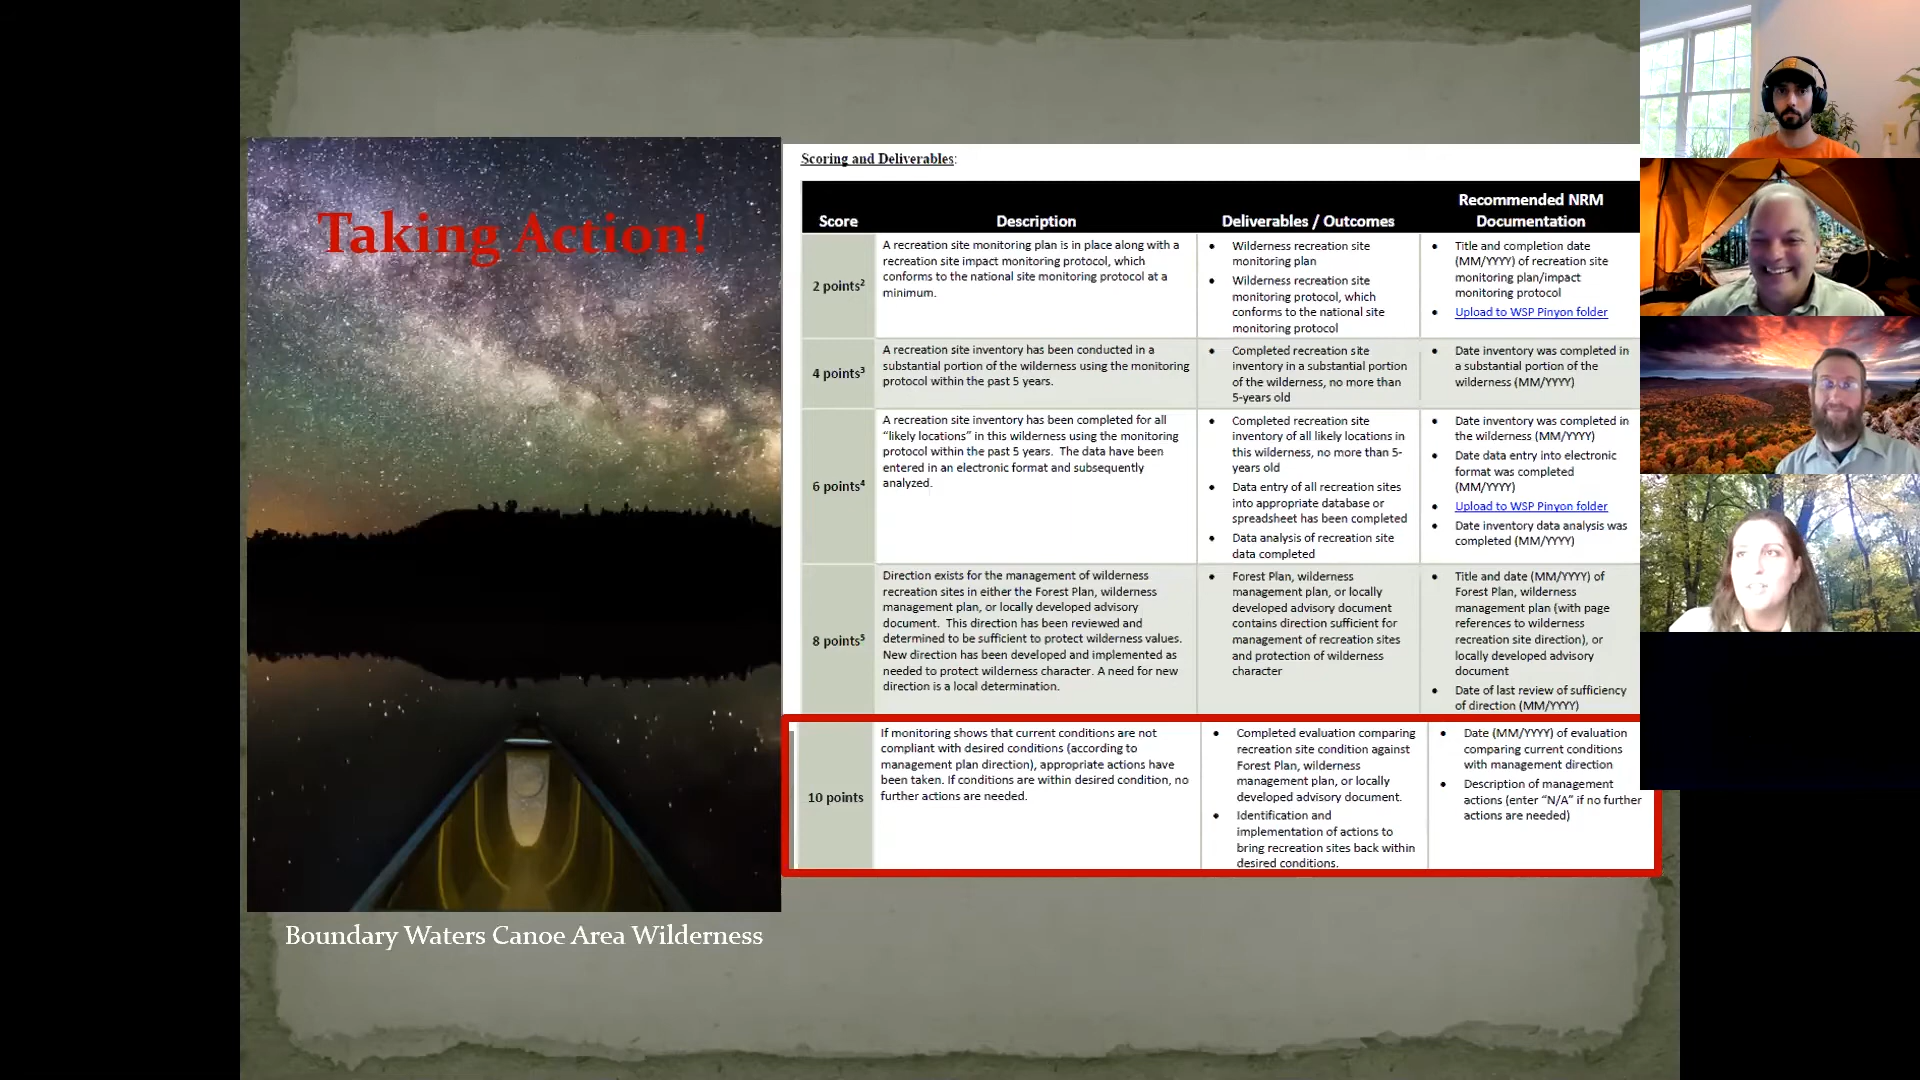 Taking Action!
Boundary Waters Canoe Area Wilderness
Scoring and Deliverables:
Score
Description
Deliverables / Outcomes
Recommended NRM
Documentation
2 points²
A recreation site monitoring plan is in place along with a
recreation site impact monitoring protocol, which
conforms to the national site monitoring protocol at a
minimum.
• Wilderness recreation site
monitoring plan
• Wilderness recreation site
monitoring protocol, which
conforms to the national site
monitoring protocol
• Title and completion date
(MM/YYYY) of recreation site
monitoring plan/impact
monitoring protocol
• Upload to WSP Pinyon folder
4 points³
A recreation site inventory has been conducted in a
substantial portion of the wilderness using the monitoring
protocol within the past 5 years.
• Completed recreation site
inventory in a substantial portion
of the wilderness, no more than
5-years old
• Date inventory was completed in
a substantial portion of the
wilderness (MM/YYYY)
6 points⁴
A recreation site inventory has been completed for all
“likely locations” in this wilderness using the monitoring
protocol within the past 5 years. The data have been
entered in an electronic format and subsequently
analyzed.
• Completed recreation site
inventory of all likely locations in
this wilderness, no more than 5-
years old
• Data entry of all recreation sites
into appropriate database or
spreadsheet has been completed
• Data analysis of recreation site
data completed
• Date inventory was completed in
the wilderness (MM/YYYY)
• Date data entry into electronic
format was completed
(MM/YYYY)
• Upload to WSP Pinyon folder
• Date inventory data analysis was
completed (MM/YYYY)
8 points⁵
Direction exists for the management of wilderness
recreation sites in either the Forest Plan, wilderness
management plan, or locally developed advisory
document. This direction has been reviewed and
determined to be sufficient to protect wilderness values.
New direction has been developed and implemented as
needed to protect wilderness character. A need for new
direction is a local determination.
• Forest Plan, wilderness
management plan, or locally
developed advisory document
contains direction sufficient for
management of recreation sites
and protection of wilderness
character
• Title and date (MM/YYYY) of
Forest Plan, wilderness
management plan (with page
references to wilderness
recreation site direction), or
locally developed advisory
document
• Date of last review of sufficiency
of direction (MM/YYYY)
10 points
If monitoring shows that current conditions are not
compliant with desired conditions (according to
management plan direction), appropriate actions have
been taken. If conditions are within desired condition, no
further actions are needed.
• Completed evaluation comparing
recreation site condition against
Forest Plan, wilderness
management plan, or locally
developed advisory document.
• Identification and
implementation of actions to
bring recreation sites back within
desired conditions.
• Date (MM/YYYY) of evaluation
comparing current conditions
with management direction
• Description of management
actions (enter “N/A” if no further
actions are needed)